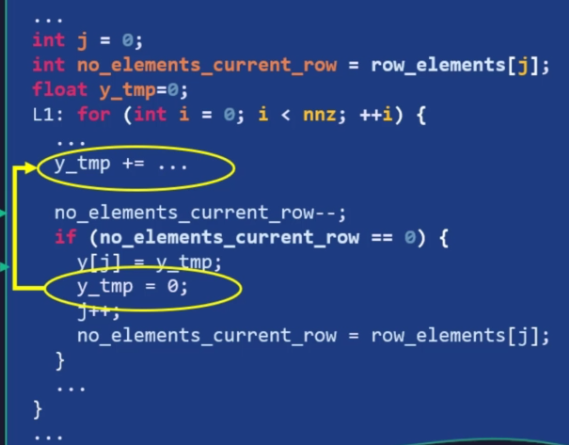 ...
int j = 0;
int no_elements_current_row = row_elements[j];
float y_tmp=0;
L1: for (int i = 0; i < nnz; ++i) {
...
y_tmp += ...
no_elements_current_row--;
if (no_elements_current_row == 0) {
y[j] = y_tmp;
y_tmp = 0;
j++;
no_elements_current_row = row_elements[j];
}
...
}
...